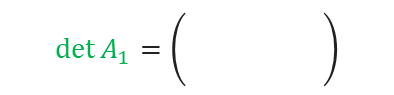 det A₁ = (          )